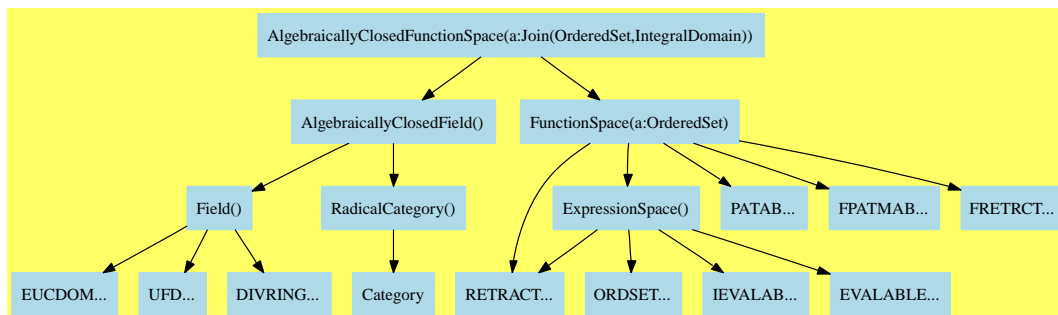 AlgebraicallyClosedFunctionSpace(a:Join(OrderedSet,IntegralDomain))
AlgebraicallyClosedField()
FunctionSpace(a:OrderedSet)
Field()
RadicalCategory()
ExpressionSpace()
PATAB...
FPATMAB...
FRETRCT...
EUCDOM...
UFD...
DIVRING...
Category
RETRACT...
ORDSET...
IEVALAB...
EVALABLE...